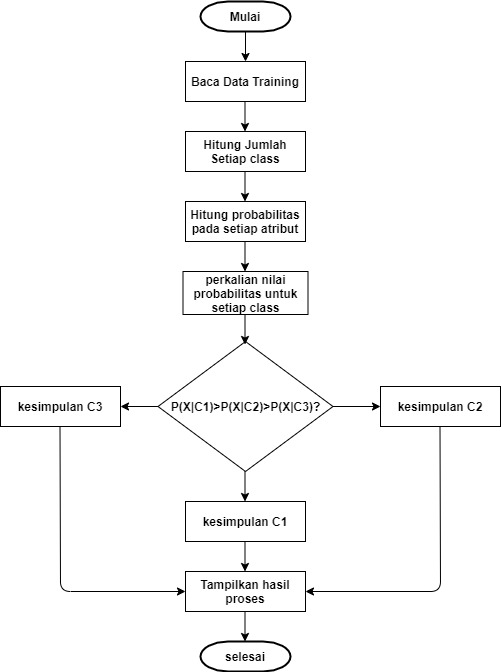 Mulai
Baca Data Training
Hitung Jumlah
Setiap class
Hitung probabilitas
pada setiap atribut
perkalian nilai
probabilitas untuk
setiap class
P(X|C1)>P(X|C2)>P(X|C3)?
kesimpulan C3
kesimpulan C2
kesimpulan C1
Tampilkan hasil
proses
selesai